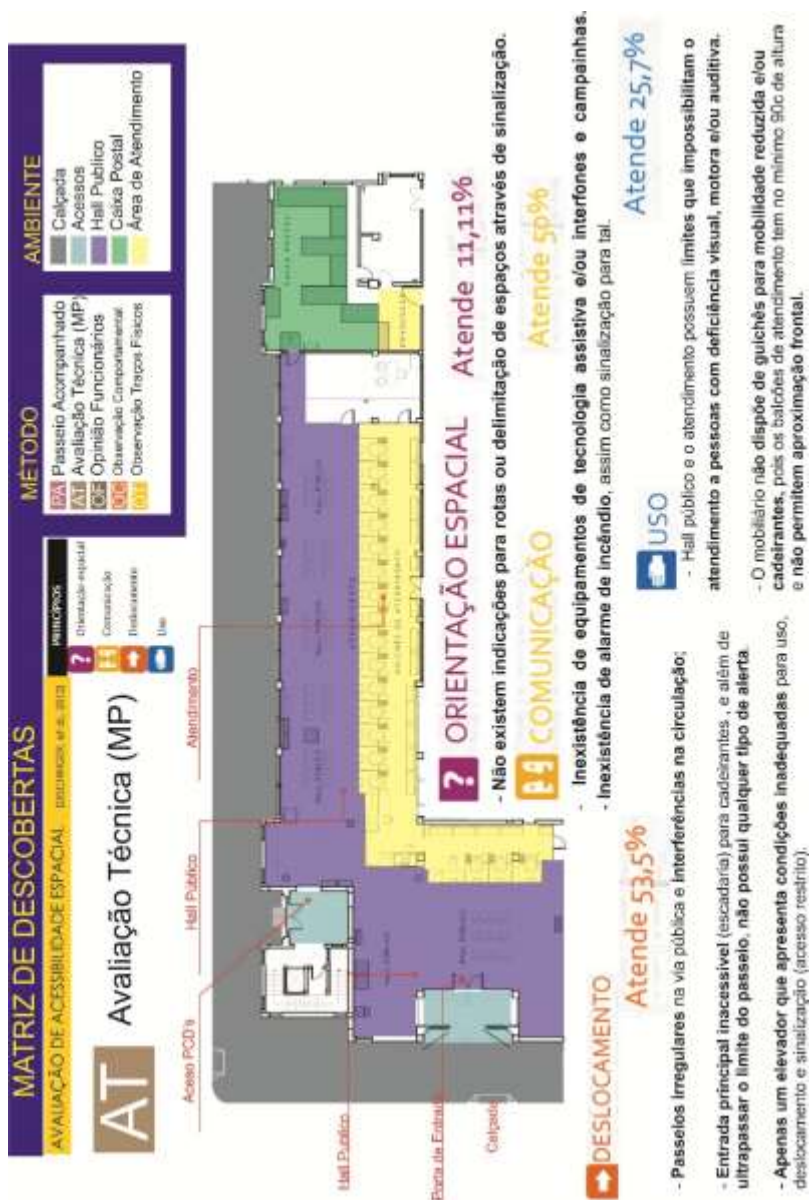 MATRIZ DE DESCOBERTAS
AVALIAÇÃO DE ACESSIBILIDADE ESPACIAL
AT
Avaliação Técnica (MP)
PRINCÍPIOS
? Orientação espacial
Comunicação
Deslocamento
Uso
MÉTODO
PA Passeio Acompanhado
AT Avaliação Técnica (MP)
OF Opinião Funcionários
OC Observação Comportamental
OT Observação Traços Físicos
AMBIENTE
Calçada
Acessos
Hall Publico
Caixa Postal
Área de Atendimento
Aceso PCD's
Hall Público
Atendimento
Hall Publico
Porta de Entrada
Calçada
? ORIENTAÇÃO ESPACIAL Atende 11,11%
- Não existem indicações para rotas ou delimitação de espaços através de sinalização.
COMUNICAÇÃO Atende 50%
- Inexistência de equipamentos de tecnologia assistiva e/ou interfones e campainhas.
- Inexistência de alarme de incêndio, assim como sinalização para tal.
DESLOCAMENTO
Atende 53,5%
- Passeios irregulares na via pública e interferências na circulação;
- Entrada principal inacessível (escadaria) para cadeirantes , e além de
ultrapassar o limite do passeio, não possui qualquer tipo de alerta.
- Apenas um elevador que apresenta condições inadequadas para uso,
deslocamento e sinalização (acesso restrito).
USO
Atende 25,7%
- Hall público e o atendimento possuem limites que impossibilitam o
atendimento a pessoas com deficiência visual, motora e/ou auditiva.
- O mobiliário não dispõe de guichês para mobilidade reduzida e/ou
cadeirantes, pois os balcões de atendimento tem no mínimo 90c de altura
e não permitem aproximação frontal.